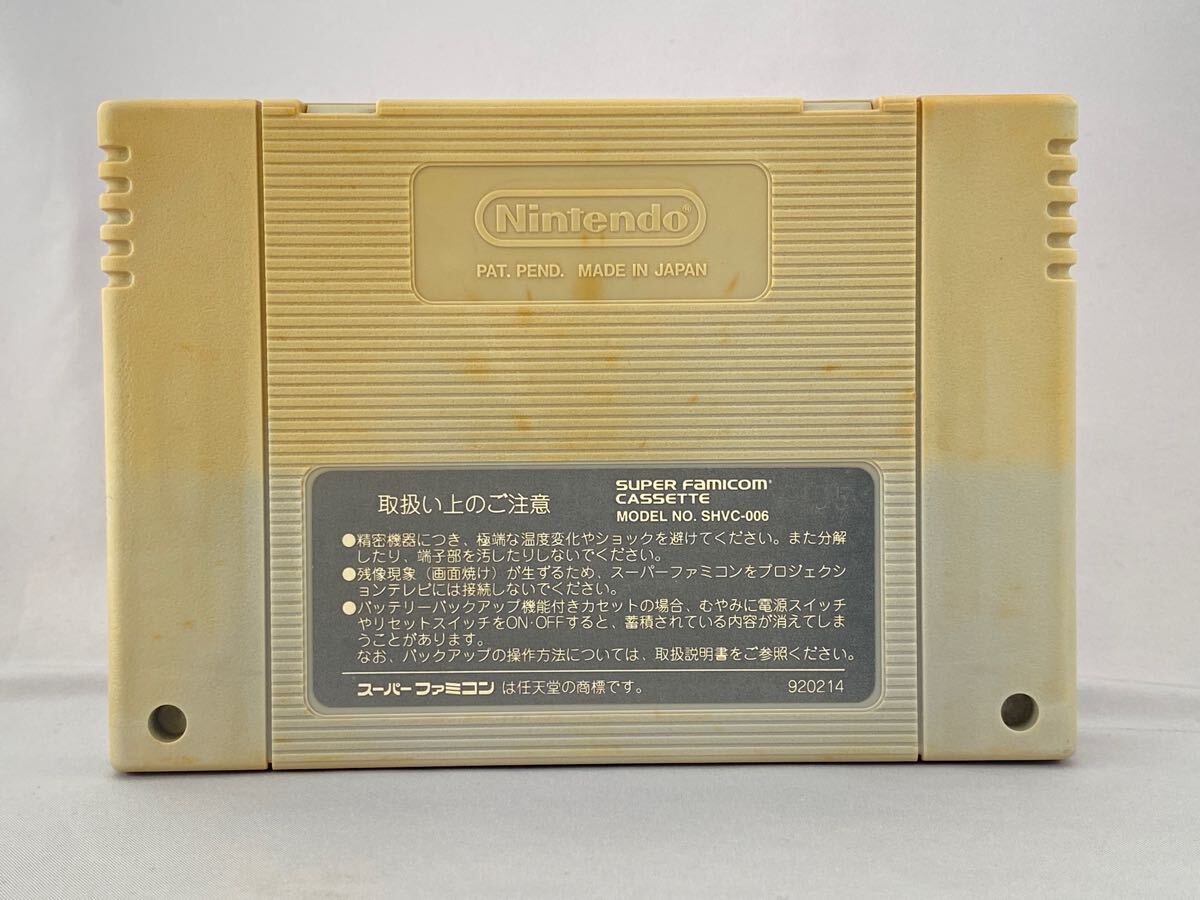 Nintendo®
PAT. PEND. MADE IN JAPAN
取扱い上のご注意
SUPER FAMICOM
CASSETTE
MODEL NO. SHVC-006
●精密機器につき、極端な温度変化やショックを避けてください。また分解
したり、端子部を汚したりしないでください。
●残像現象（画面焼け）が生ずるため、スーパーファミコンをプロジェクシ
ョンテレビには接続しないでください。
●バッテリーバックアップ機能付きカセットの場合、むやみに電源スイッチ
やリセットスイッチをON·OFFすると、蓄積されている内容が消えてしま
うことがあります。
なお、バックアップの操作方法については、取扱説明書をご参照ください。
スーパーファミコン は任天堂の商標です。
920214